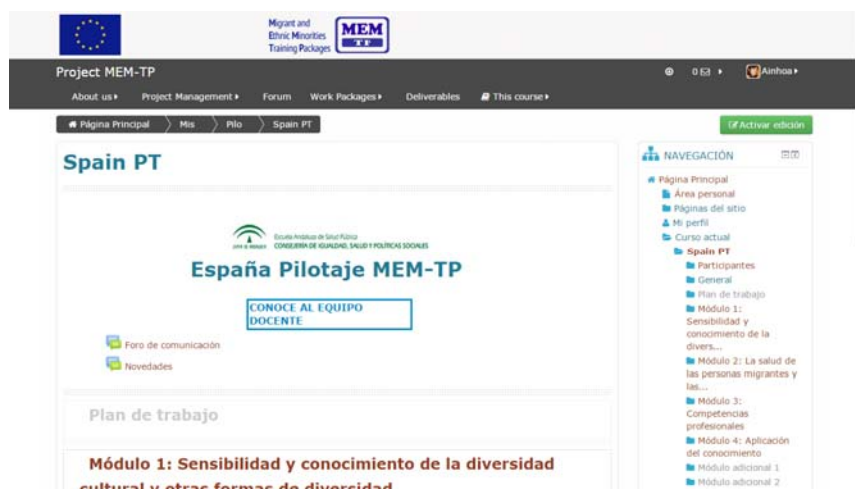 Migrant and
Ethnic Minorities
Training Packages
MEM
TP
Project MEM-TP
0
Ainhoa
About us
Project Management
Forum
Work Packages
Deliverables
This course
Página Principal
Mis
Pilo
Spain PT
Activar edición
Spain PT
Escuela Andaluza de Salud Pública
CONSEJERÍA DE IGUALDAD, SALUD Y POLÍTICAS SOCIALES
España Pilotaje MEM-TP
CONOCE AL EQUIPO
DOCENTE
Foro de comunicación
Novedades
Plan de trabajo
Módulo 1: Sensibilidad y conocimiento de la diversidad
cultural y otras formas de diversidad
NAVEGACIÓN
Página Principal
Área personal
Páginas del sitio
Mi perfil
Curso actual
Spain PT
Participantes
General
Plan de trabajo
Módulo 1:
Sensibilidad y
conocimiento de la
divers...
Módulo 2: La salud de
las personas migrantes y
las...
Módulo 3:
Competencias
profesionales
Módulo 4: Aplicación
del conocimiento
Módulo adicional 1
Módulo adicional 2